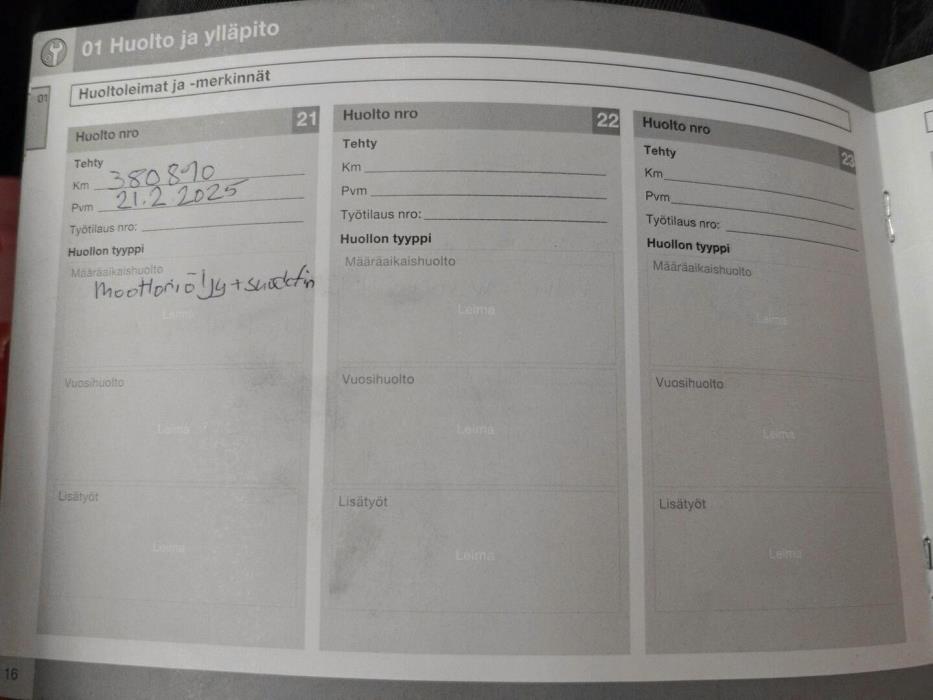 01 Huolto ja ylläpito
01
Huoltoleimat ja -merkinnät
Huolto nro 21
Tehty
Km 380890
Pvm 21.2.2025
Työtilaus nro:
Huollon tyyppi
Määräaikaishuolto
moottoriöljy + suodatin
Leima
Vuosihuolto
Leima
Lisätyöt
Leima
Huolto nro 22
Tehty
Km
Pvm
Työtilaus nro:
Huollon tyyppi
Määräaikaishuolto
Leima
Vuosihuolto
Leima
Lisätyöt
Leima
Huolto nro 23
Tehty
Km
Pvm
Työtilaus nro:
Huollon tyyppi
Määräaikaishuolto
Leima
Vuosihuolto
Leima
Lisätyöt
Leima
16